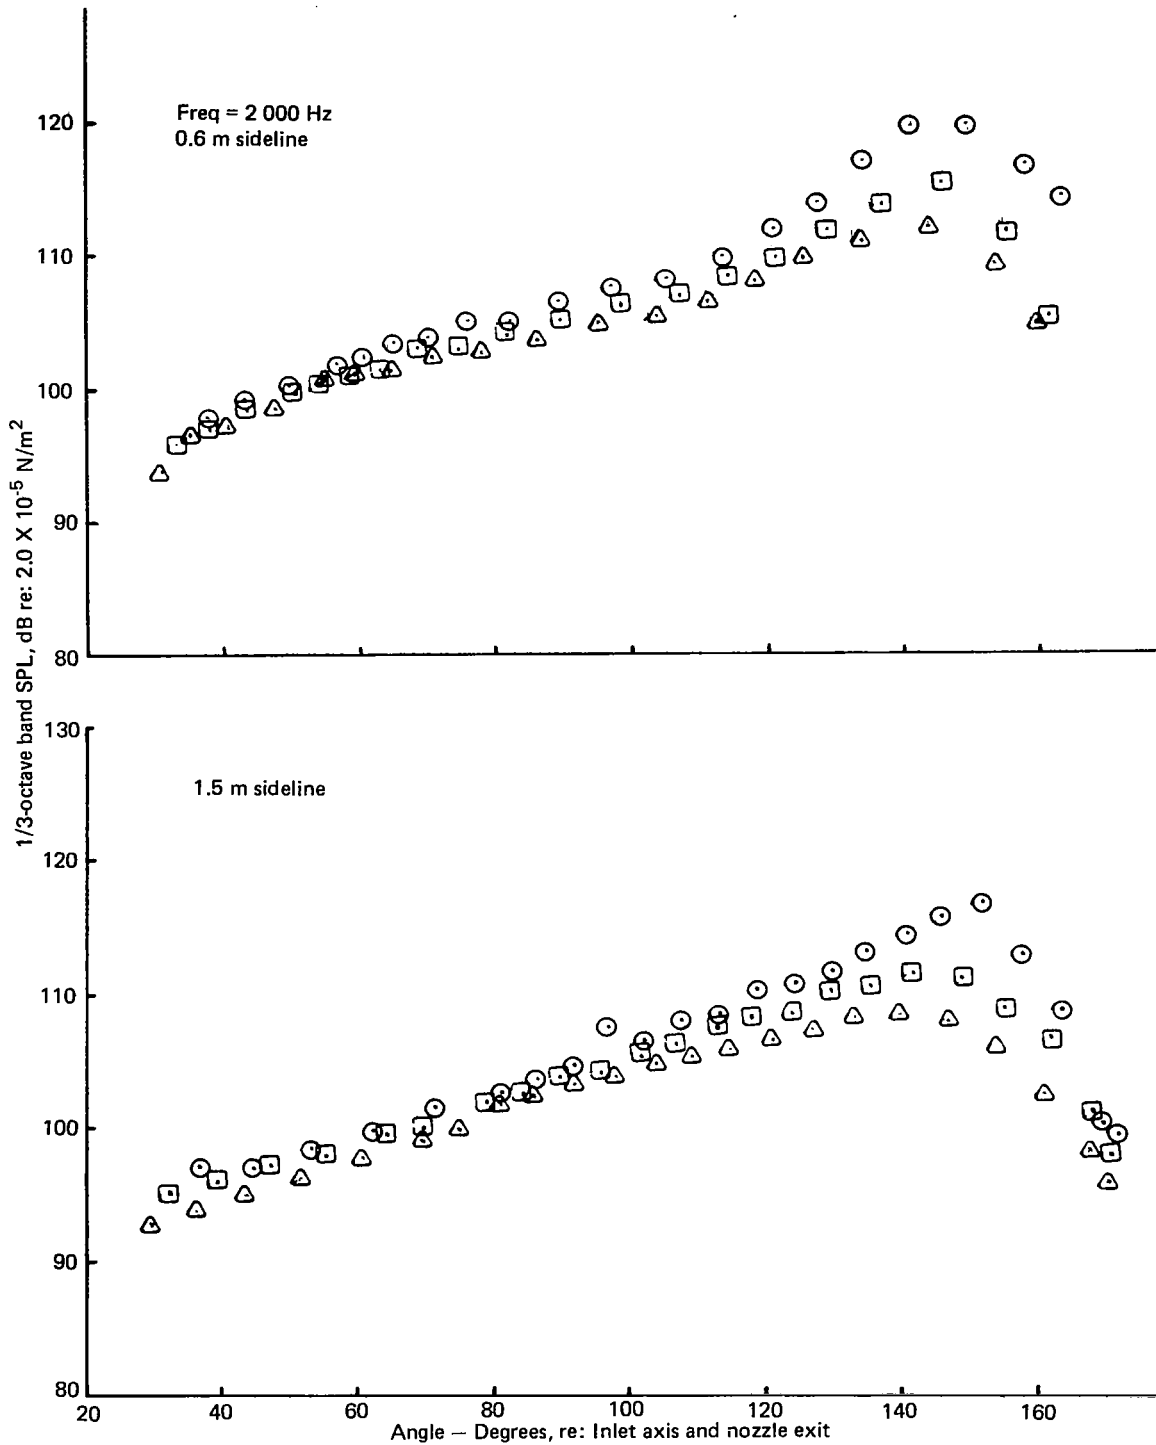 Freq = 2 000 Hz
0.6 m sideline
120
110
100
90
80
1/3-octave band SPL, dB re: 2.0 X 10-5 N/m2
130
1.5 m sideline
120
110
100
90
80
20 40 60 80 100 120 140 160
Angle — Degrees, re: Inlet axis and nozzle exit